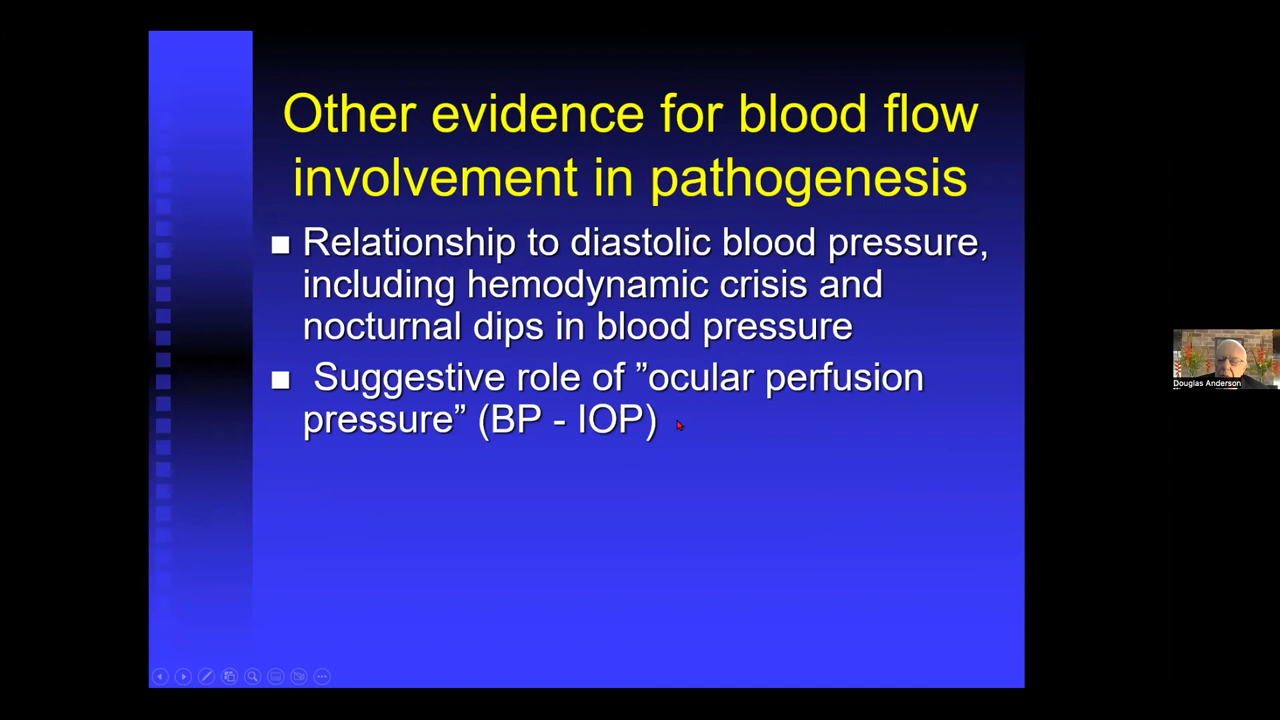 Other evidence for blood flow
involvement in pathogenesis
Relationship to diastolic blood pressure,
including hemodynamic crisis and
nocturnal dips in blood pressure
Suggestive role of ”ocular perfusion
pressure” (BP - IOP)
Douglas Anderson